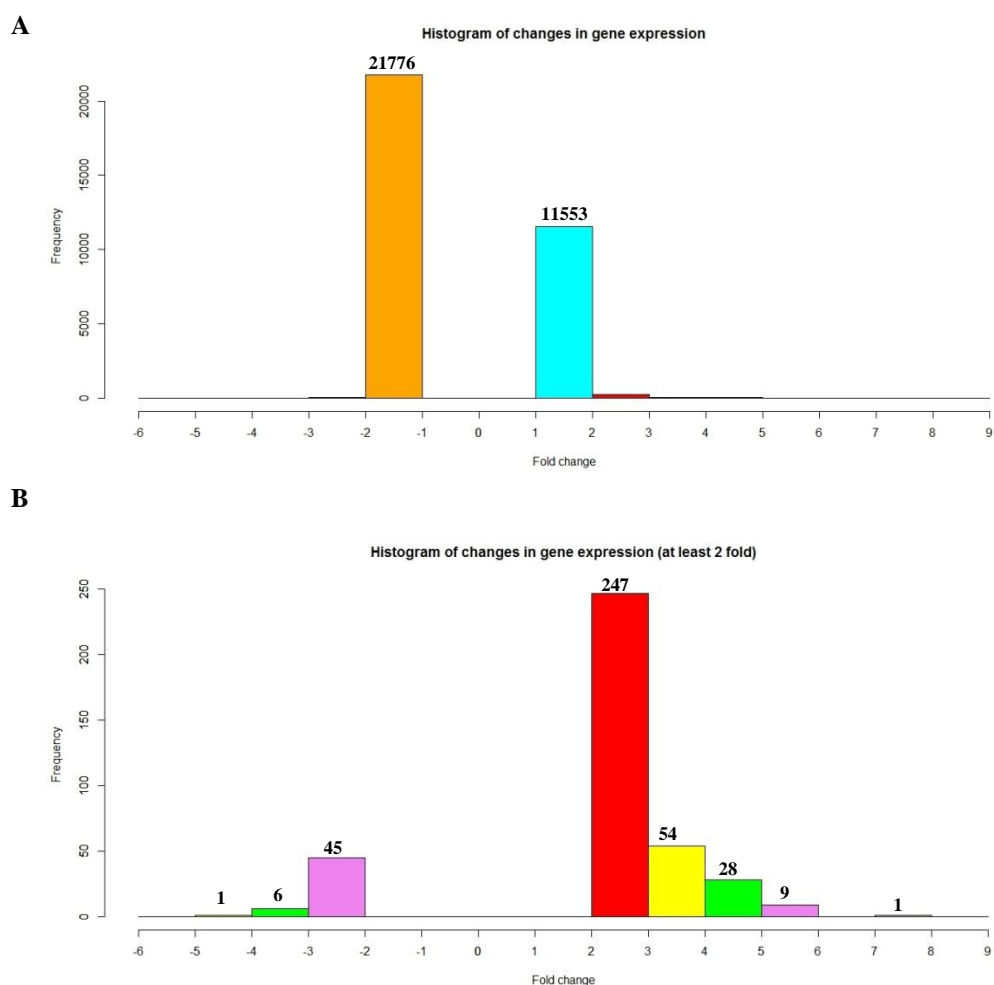 A
Histogram of changes in gene expression
21776
11553
20000
15000
10000
5000
0
Frequency
-6 -5 -4 -3 -2 -1 0 1 2 3 4 5 6 7 8 9
Fold change
B
Histogram of changes in gene expression (at least 2 fold)
247
54
28
9
1
45
6
1
250
200
150
100
50
0
Frequency
-6 -5 -4 -3 -2 -1 0 1 2 3 4 5 6 7 8 9
Fold change